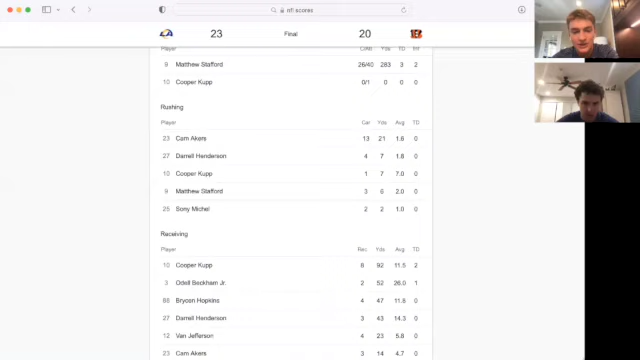 nfl scores
23 Final 20
Player C/Att Yds TD Int
9 Matthew Stafford 26/40 283 3 2
10 Cooper Kupp 0/1 0 0 0
Rushing
Player Car Yds Avg TD
23 Cam Akers 13 21 1.6 0
27 Darrell Henderson 4 7 1.8 0
10 Cooper Kupp 1 7 7.0 0
9 Matthew Stafford 3 6 2.0 0
25 Sony Michel 2 2 1.0 0
Receiving
Player Rec Yds Avg TD
10 Cooper Kupp 8 92 11.5 2
3 Odell Beckham Jr. 2 52 26.0 1
88 Brycen Hopkins 4 47 11.8 0
27 Darrell Henderson 3 43 14.3 0
12 Van Jefferson 4 23 5.8 0
23 Cam Akers 3 14 4.7 0